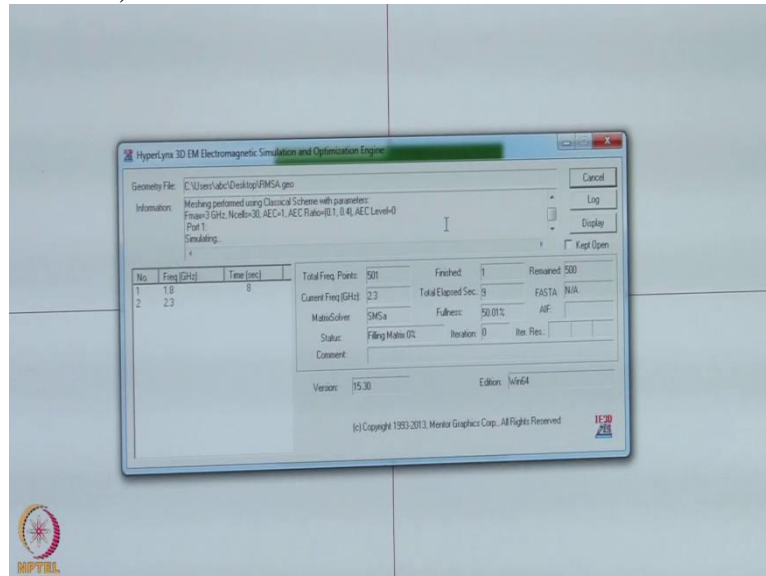 HyperLynx 3D EM Electromagnetic Simulation and Optimization Engine
Geometry File: C:\Users\abc\Desktop\RMSA.geo Cancel
Information: Meshing performed using Classical Scheme with parameters: Log
Fmax=3 GHz, Ncells=30, AEC=1, AEC Ratio=[0.1, 0.4], AEC Level=0
Port 1: Display
Simulating... Kept Open
No. Freq (GHz) Time (sec)
1 1.8 8
2 2.3
Total Freq. Points: 501 Finished: 1 Remained: 500
Current Freq (GHz): 2.3 Total Elapsed Sec.: 9 FASTA N/A
MatrixSolver SMSa Fullness: 50.01% AIF:
Status: Filling Matrix 0% Iteration: 0 Iter. Res.:
Comment:
Version: 15.30 Edition: Win64
(c) Copyright 1993-2013, Mentor Graphics Corp., All Rights Reserved
IE3D
NPTEL